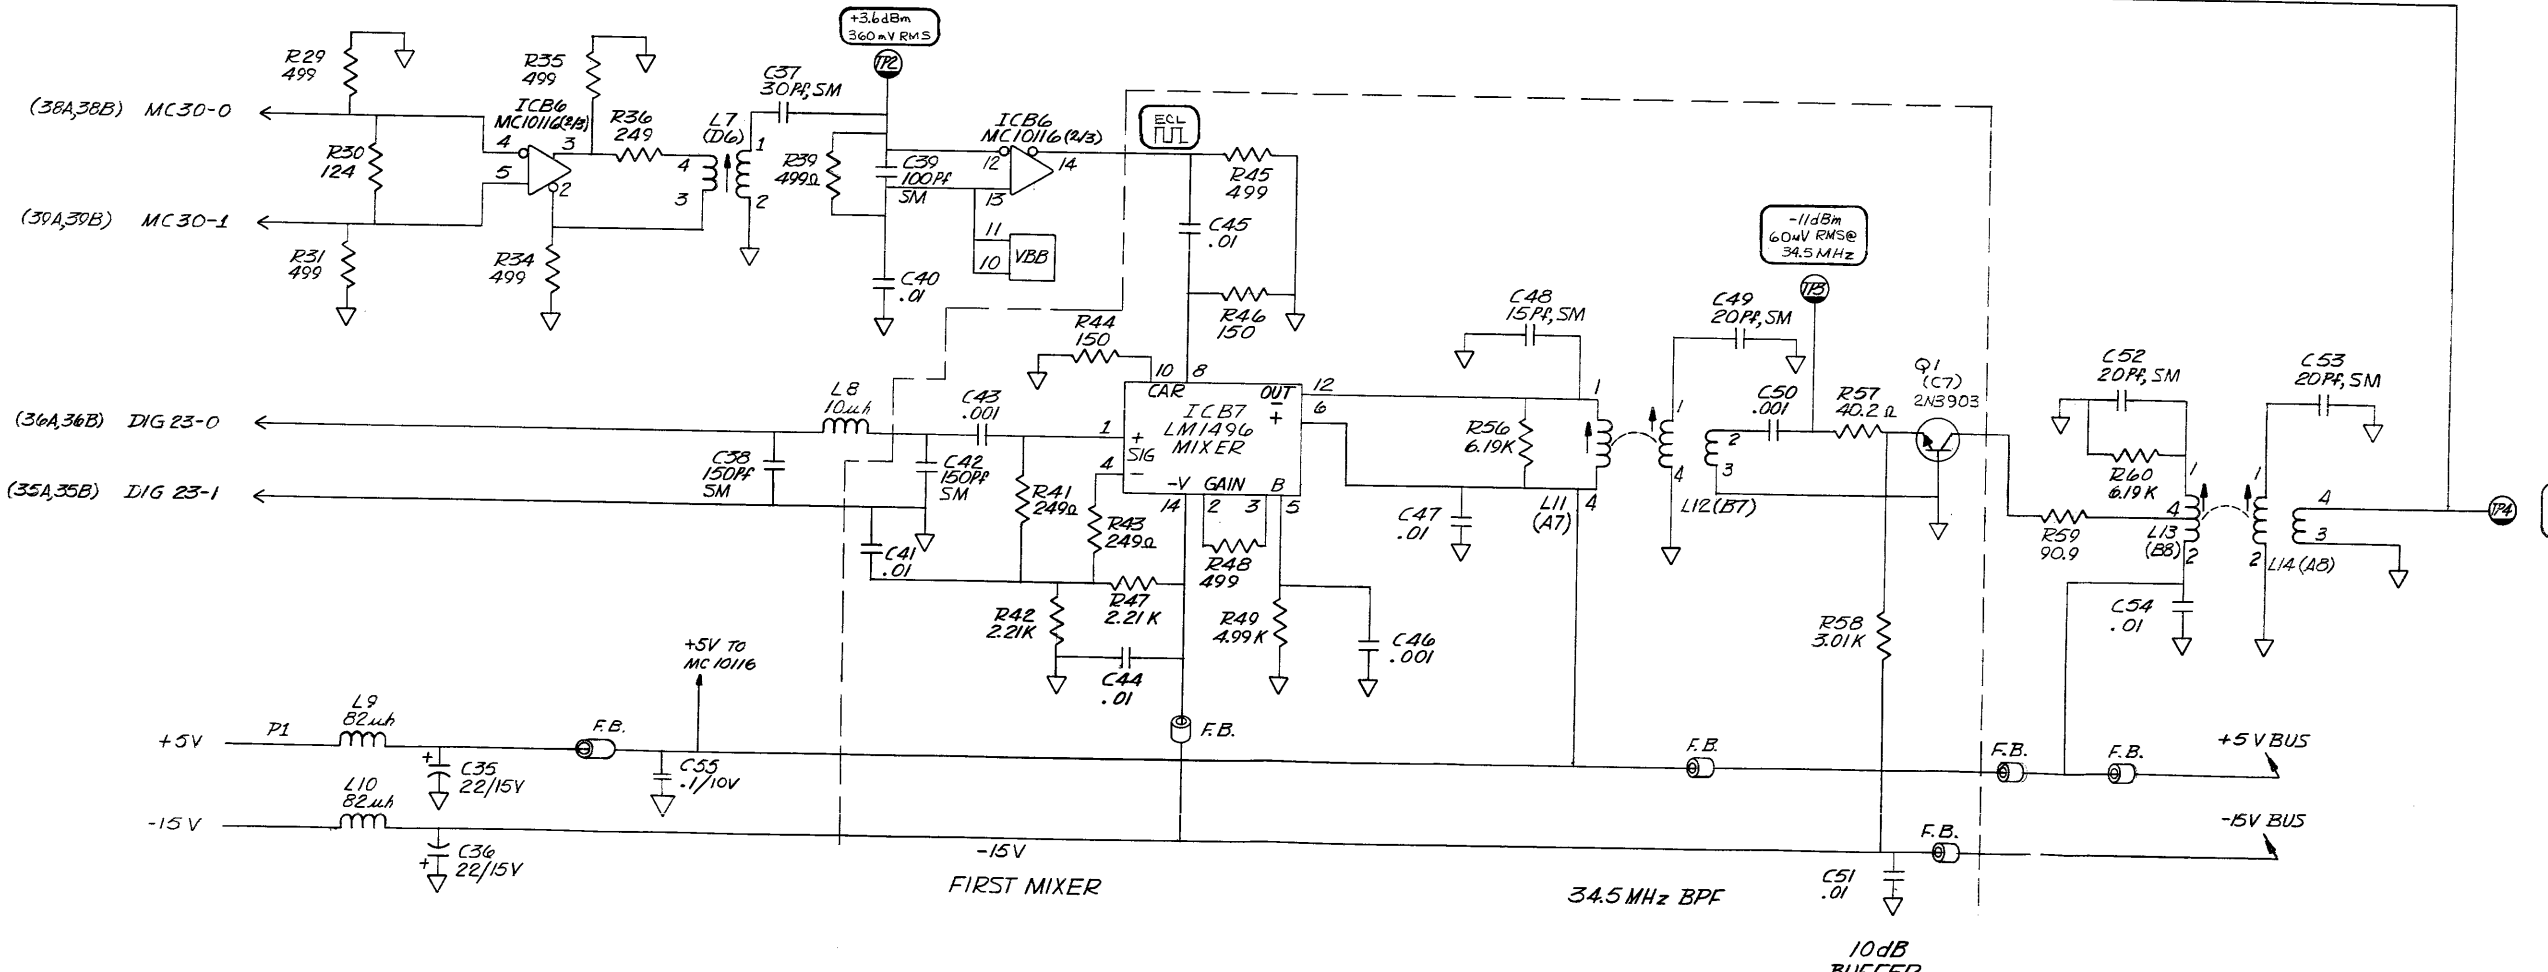 +3.6dBm
360mV RMS
TP2
R29
499
R35
499
C37
30Pf,SM
(38A,38B) MC30-0
ICB6
MC10116(2/3)
R36
249
L7
(D6)
4
3
5
2
4
3
1
2
R30
124
R39
499Ω
C39
100Pf
SM
ICB6
MC10116(2/3)
12
13
14
ECL
R45
499
(39A,39B) MC30-1
R31
499
R34
499
11
10
VBB
C40
.01
C45
.01
R46
150
R44
150
-11dBm
60mV RMS@
34.5MHz
TP3
C48
15Pf,SM
C49
20Pf,SM
(36A,36B) DIG 23-0
L8
10µh
C43
.001
10
8
CAR
OUT
ICB7
LM1496
MIXER
1
+
SIG
4
-
-
+
12
6
-V
GAIN
B
14
2
3
5
R56
6.19K
1
L11
(A7)
4
1
4
L12(B7)
2
3
C50
.001
R57
40.2Ω
Q1
(C7)
2N3903
C52
20Pf,SM
C53
20Pf,SM
(35A,35B) DIG 23-1
C38
150Pf
SM
C42
150Pf
SM
R41
249Ω
R43
249Ω
C41
.01
R48
499
C47
.01
R60
6.19K
1
4
L13
(B8)
2
1
2
L14(A8)
4
3
TP4
R59
90.9
R42
2.21K
R47
2.21K
R49
4.99K
C46
.001
C44
.01
R58
3.01K
C54
.01
+5V TO
MC10116
+5V
P1
L9
82µh
F.B.
F.B.
F.B.
F.B.
F.B.
+5V BUS
+
C35
22/15V
C55
.1/10V
-15V
L10
82µh
+
C36
22/15V
-15V
F.B.
-15V BUS
C51
.01
FIRST MIXER
34.5MHz BPF
10dB
BUFFER